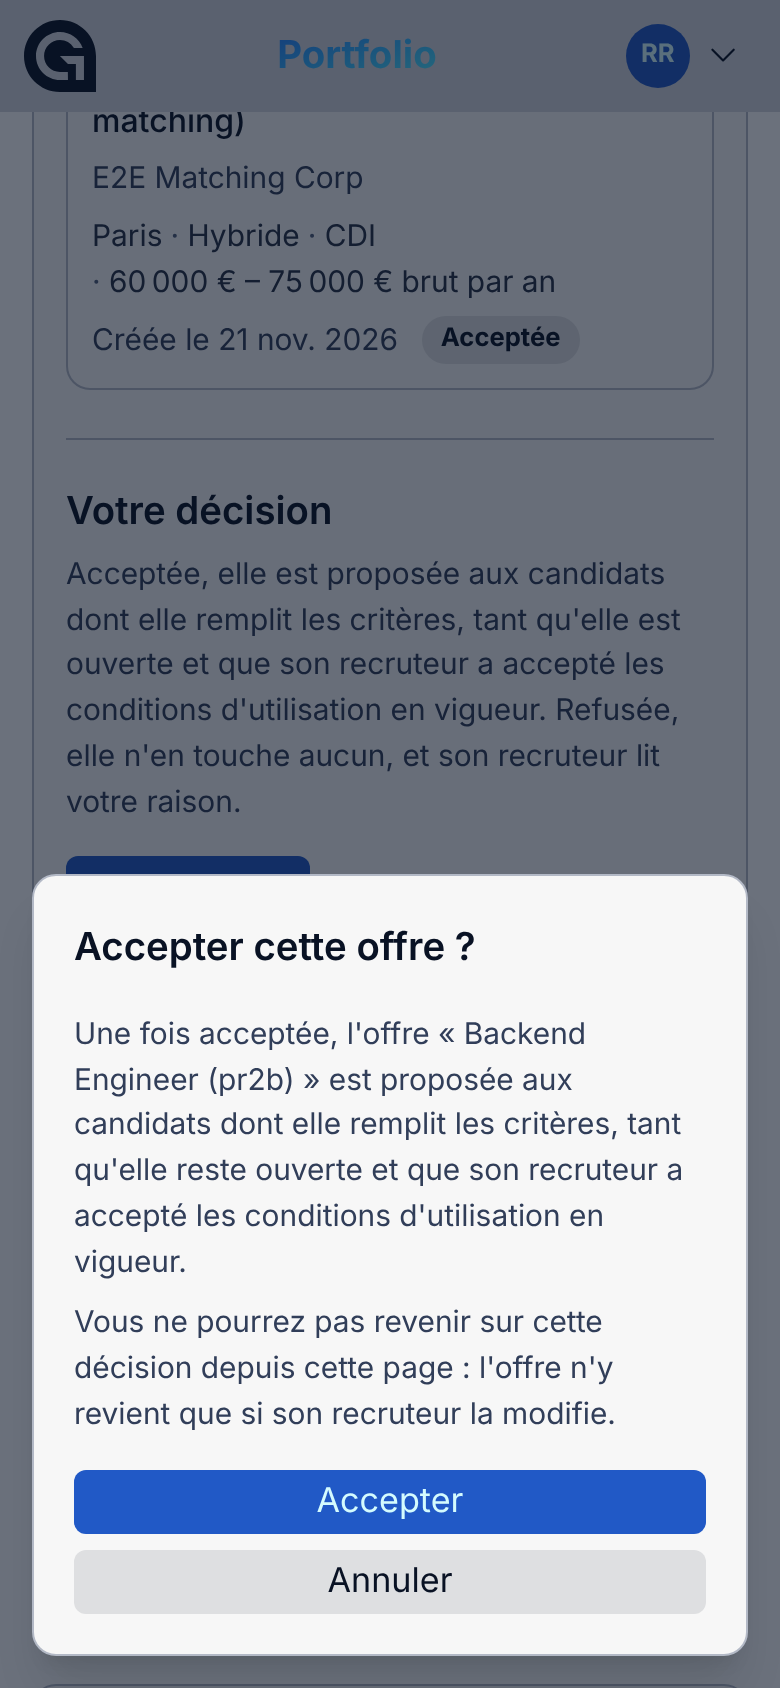 Portfolio
RR
matching)
E2E Matching Corp
Paris · Hybride · CDI
· 60 000 € – 75 000 € brut par an
Créée le 21 nov. 2026 Acceptée
Votre décision
Acceptée, elle est proposée aux candidats
dont elle remplit les critères, tant qu'elle est
ouverte et que son recruteur a accepté les
conditions d'utilisation en vigueur. Refusée,
elle n'en touche aucun, et son recruteur lit
votre raison.
Accepter cette offre ?
Une fois acceptée, l'offre « Backend
Engineer (pr2b) » est proposée aux
candidats dont elle remplit les critères, tant
qu'elle reste ouverte et que son recruteur a
accepté les conditions d'utilisation en
vigueur.
Vous ne pourrez pas revenir sur cette
décision depuis cette page : l'offre n'y
revient que si son recruteur la modifie.
Accepter
Annuler